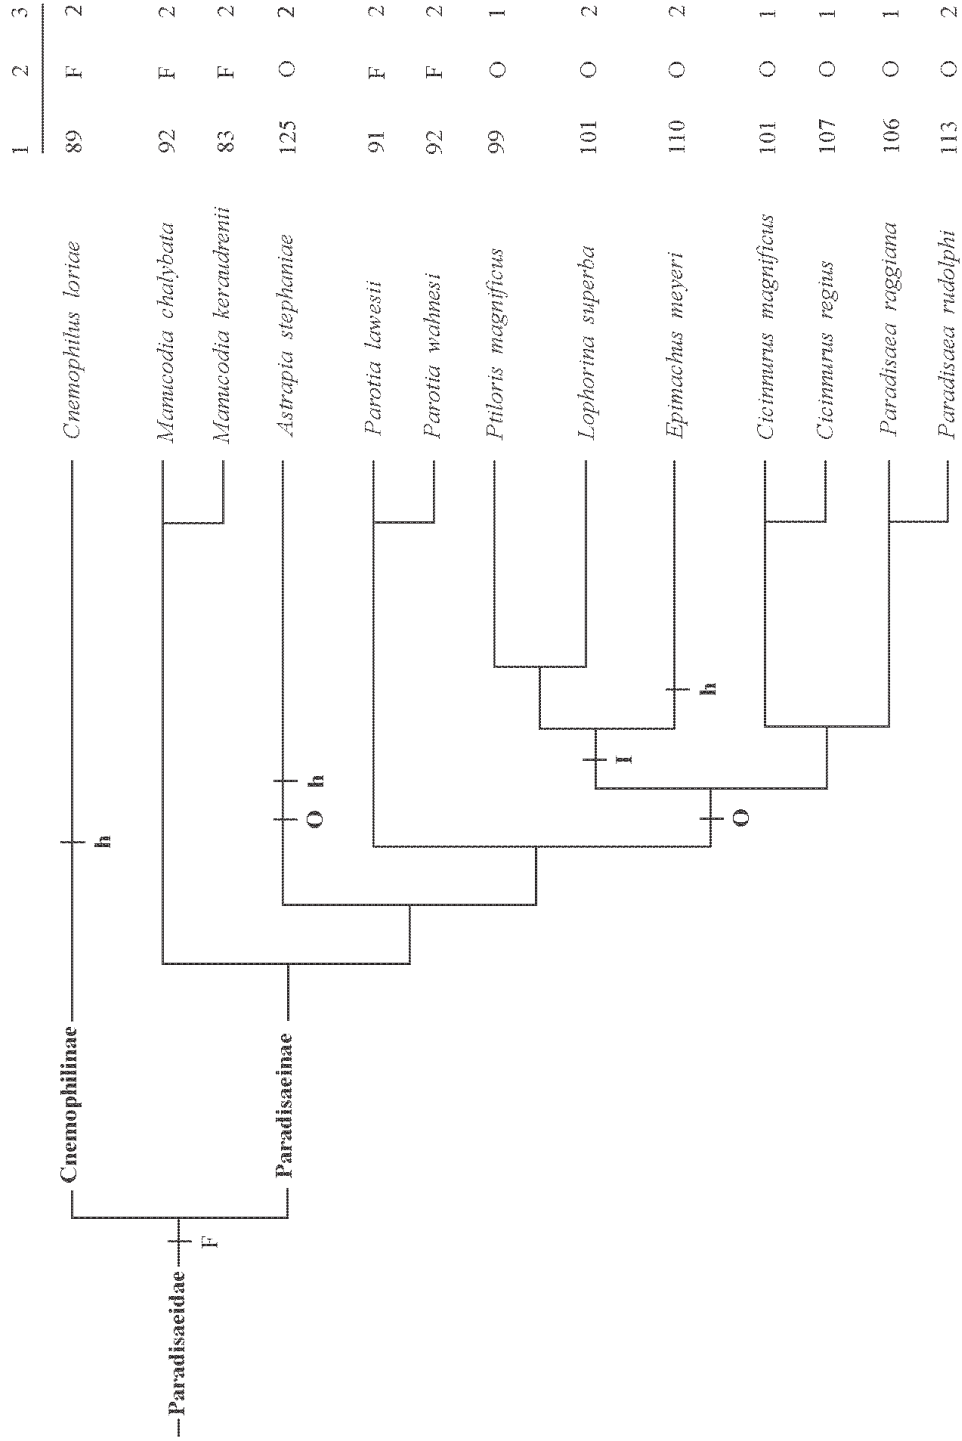 1 2 3
Cnemophilus loriae 89 F 2
Manucodia chalybata 92 F 2
Manucodia keraudrenii 83 F 2
Astrapia stephaniae 125 O 2
Parotia lawesii 91 F 2
Parotia wahnesi 92 F 2
Ptiloris magnificus 99 O 1
Lophorina superba 101 O 2
Epimachus meyeri 110 O 2
Cicinnurus magnificus 101 O 1
Cicinnurus regius 107 O 1
Paradisaea raggiana 106 O 1
Paradisaea rudolphi 113 O 2
Paradisaeidae
F
Cnemophilinae
h
Paradisaeinae
O h
O
I
h